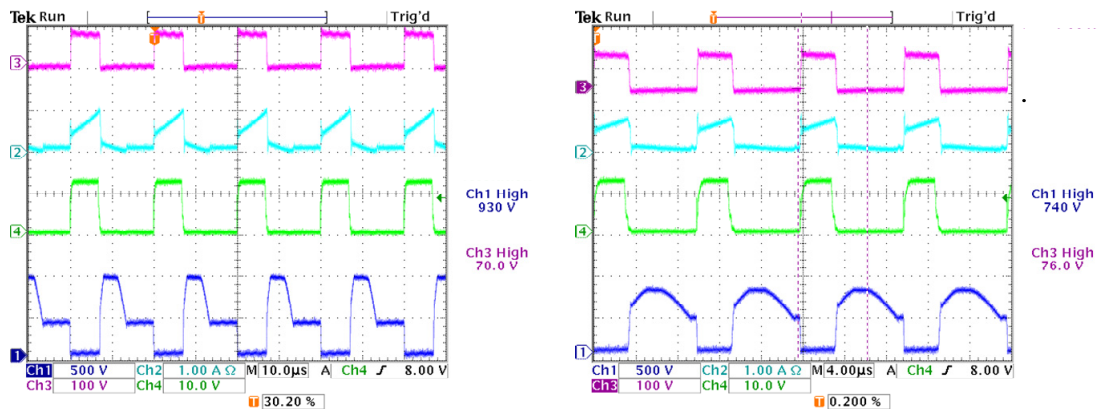 Tek Run Trig'd
T
T
3
2
4
1
Ch1 High
930 V
Ch3 High
70.0 V
Ch1 500 V Ch2 1.00 A Ω M 10.0µs A Ch4 8.00 V
Ch3 100 V Ch4 10.0 V
T 30.20 %
Tek Run Trig'd
T
T
3
2
4
1
Ch1 High
740 V
Ch3 High
76.0 V
Ch1 500 V Ch2 1.00 A Ω M 4.00µs A Ch4 8.00 V
Ch3 100 V Ch4 10.0 V
T 0.200 %